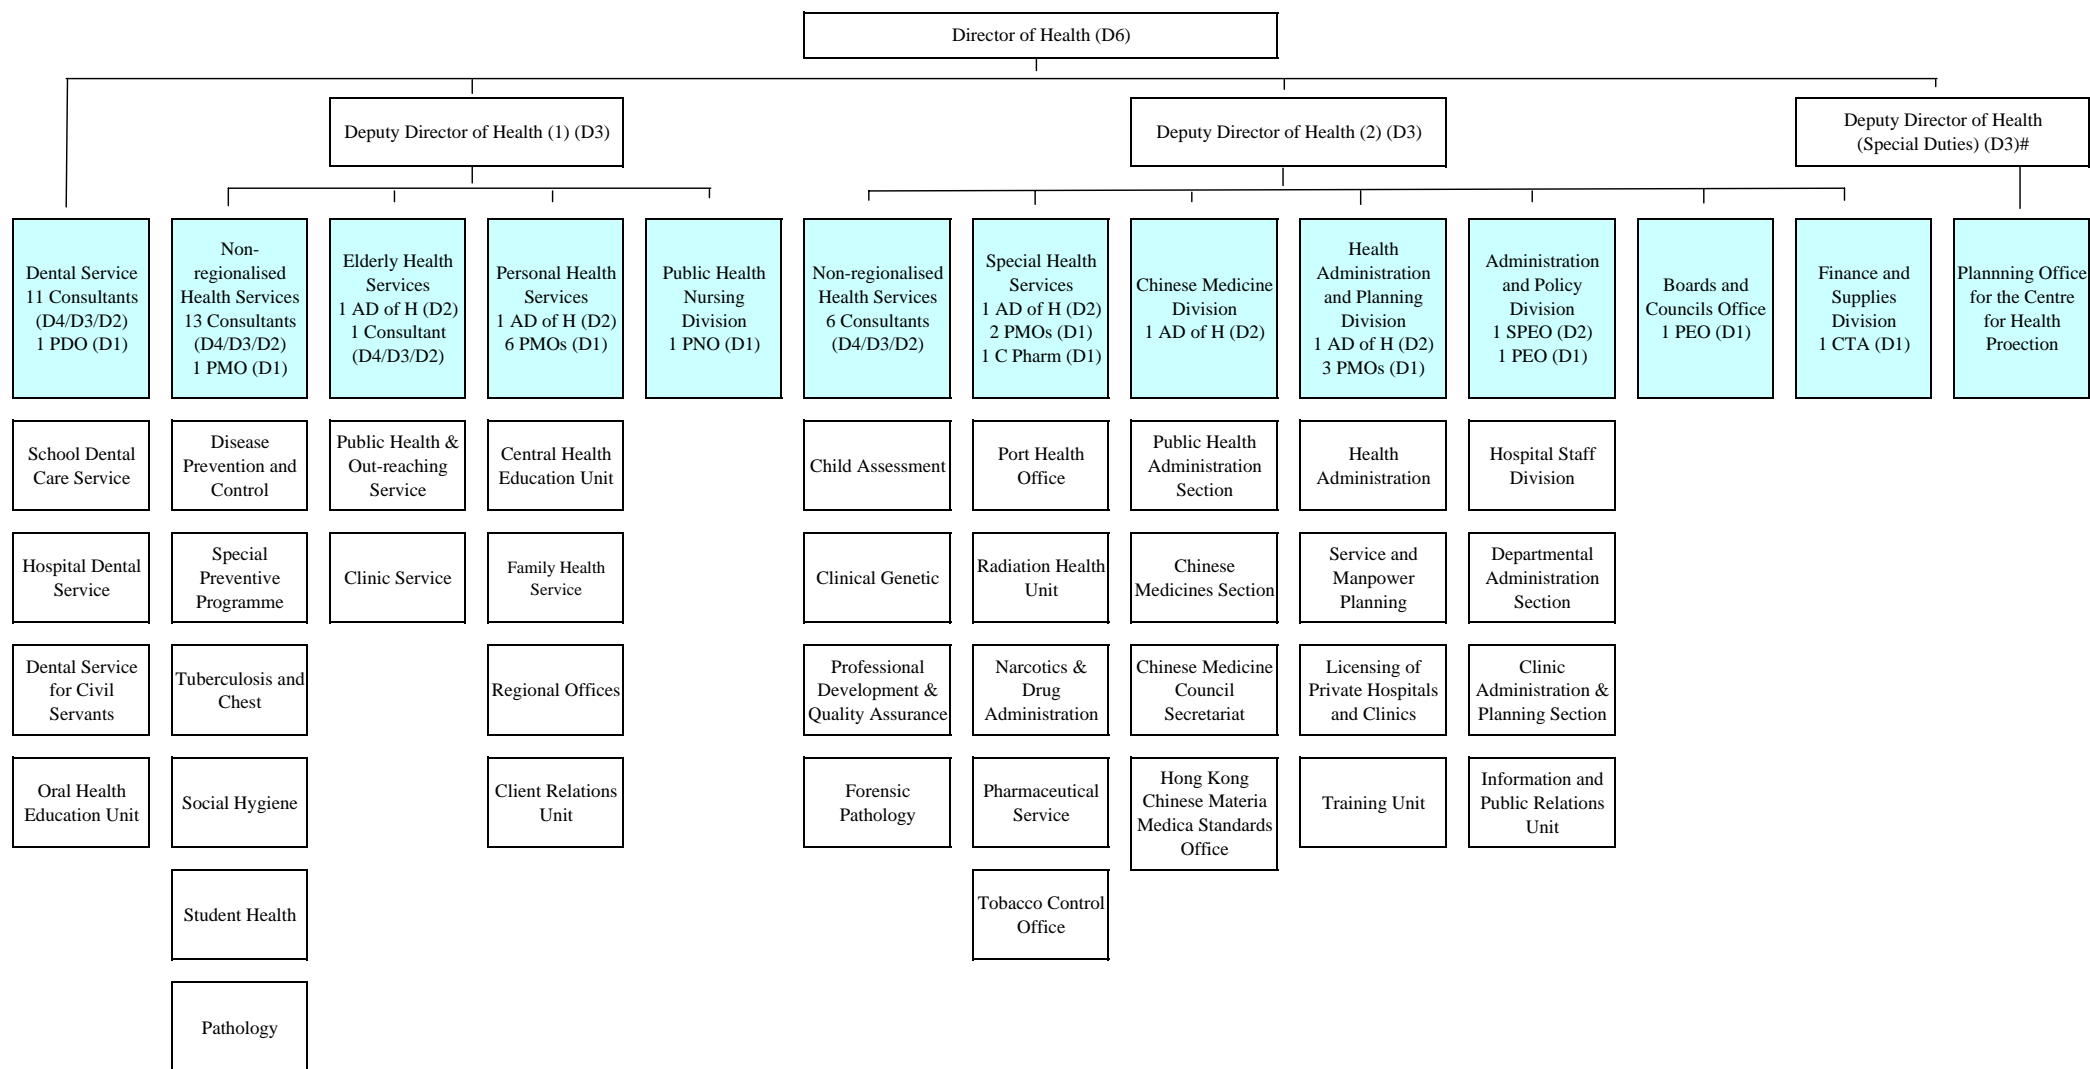 Director of Health (D6)
Deputy Director of Health (1) (D3)
Deputy Director of Health (2) (D3)
Deputy Director of Health
(Special Duties) (D3)#
Dental Service
11 Consultants
(D4/D3/D2)
1 PDO (D1)
Non-
regionalised
Health Services
13 Consultants
(D4/D3/D2)
1 PMO (D1)
Elderly Health
Services
1 AD of H (D2)
1 Consultant
(D4/D3/D2)
Personal Health
Services
1 AD of H (D2)
6 PMOs (D1)
Public Health
Nursing
Division
1 PNO (D1)
Non-regionalised
Health Services
6 Consultants
(D4/D3/D2)
Special Health
Services
1 AD of H (D2)
2 PMOs (D1)
1 C Pharm (D1)
Chinese Medicine
Division
1 AD of H (D2)
Health
Administration
and Planning
Division
1 AD of H (D2)
3 PMOs (D1)
Administration
and Policy
Division
1 SPEO (D2)
1 PEO (D1)
Boards and
Councils Office
1 PEO (D1)
Finance and
Supplies
Division
1 CTA (D1)
Plannning Office
for the Centre
for Health
Proection
School Dental
Care Service
Disease
Prevention and
Control
Public Health &
Out-reaching
Service
Central Health
Education Unit
Child Assessment
Port Health
Office
Public Health
Administration
Section
Health
Administration
Hospital Staff
Division
Hospital Dental
Service
Special
Preventive
Programme
Clinic Service
Family Health
Service
Clinical Genetic
Radiation Health
Unit
Chinese
Medicines Section
Service and
Manpower
Planning
Departmental
Administration
Section
Dental Service
for Civil
Servants
Tuberculosis and
Chest
Regional Offices
Professional
Development &
Quality Assurance
Narcotics &
Drug
Administration
Chinese Medicine
Council
Secretariat
Licensing of
Private Hospitals
and Clinics
Clinic
Administration &
Planning Section
Oral Health
Education Unit
Social Hygiene
Client Relations
Unit
Forensic
Pathology
Pharmaceutical
Service
Hong Kong
Chinese Materia
Medica Standards
Office
Training Unit
Information and
Public Relations
Unit
Student Health
Tobacco Control
Office
Pathology